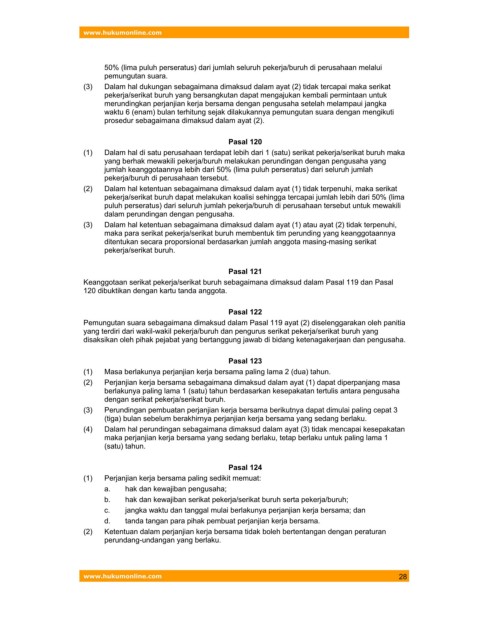 www.hukumonline.com
50% (lima puluh perseratus) dari jumlah seluruh pekerja/buruh di perusahaan melalui
pemungutan suara.
(3) Dalam hal dukungan sebagaimana dimaksud dalam ayat (2) tidak tercapai maka serikat
pekerja/serikat buruh yang bersangkutan dapat mengajukan kembali permintaan untuk
merundingkan perjanjian kerja bersama dengan pengusaha setelah melampaui jangka
waktu 6 (enam) bulan terhitung sejak dilakukannya pemungutan suara dengan mengikuti
prosedur sebagaimana dimaksud dalam ayat (2).
Pasal 120
(1) Dalam hal di satu perusahaan terdapat lebih dari 1 (satu) serikat pekerja/serikat buruh maka
yang berhak mewakili pekerja/buruh melakukan perundingan dengan pengusaha yang
jumlah keanggotaannya lebih dari 50% (lima puluh perseratus) dari seluruh jumlah
pekerja/buruh di perusahaan tersebut.
(2) Dalam hal ketentuan sebagaimana dimaksud dalam ayat (1) tidak terpenuhi, maka serikat
pekerja/serikat buruh dapat melakukan koalisi sehingga tercapai jumlah lebih dari 50% (lima
puluh perseratus) dari seluruh jumlah pekerja/buruh di perusahaan tersebut untuk mewakili
dalam perundingan dengan pengusaha.
(3) Dalam hal ketentuan sebagaimana dimaksud dalam ayat (1) atau ayat (2) tidak terpenuhi,
maka para serikat pekerja/serikat buruh membentuk tim perunding yang keanggotaannya
ditentukan secara proporsional berdasarkan jumlah anggota masing-masing serikat
pekerja/serikat buruh.
Pasal 121
Keanggotaan serikat pekerja/serikat buruh sebagaimana dimaksud dalam Pasal 119 dan Pasal
120 dibuktikan dengan kartu tanda anggota.
Pasal 122
Pemungutan suara sebagaimana dimaksud dalam Pasal 119 ayat (2) diselenggarakan oleh panitia
yang terdiri dari wakil-wakil pekerja/buruh dan pengurus serikat pekerja/serikat buruh yang
disaksikan oleh pihak pejabat yang bertanggung jawab di bidang ketenagakerjaan dan pengusaha.
Pasal 123
(1) Masa berlakunya perjanjian kerja bersama paling lama 2 (dua) tahun.
(2) Perjanjian kerja bersama sebagaimana dimaksud dalam ayat (1) dapat diperpanjang masa
berlakunya paling lama 1 (satu) tahun berdasarkan kesepakatan tertulis antara pengusaha
dengan serikat pekerja/serikat buruh.
(3) Perundingan pembuatan perjanjian kerja bersama berikutnya dapat dimulai paling cepat 3
(tiga) bulan sebelum berakhirnya perjanjian kerja bersama yang sedang berlaku.
(4) Dalam hal perundingan sebagaimana dimaksud dalam ayat (3) tidak mencapai kesepakatan
maka perjanjian kerja bersama yang sedang berlaku, tetap berlaku untuk paling lama 1
(satu) tahun.
Pasal 124
(1) Perjanjian kerja bersama paling sedikit memuat:
a. hak dan kewajiban pengusaha;
b. hak dan kewajiban serikat pekerja/serikat buruh serta pekerja/buruh;
c. jangka waktu dan tanggal mulai berlakunya perjanjian kerja bersama; dan
d. tanda tangan para pihak pembuat perjanjian kerja bersama.
(2) Ketentuan dalam perjanjian kerja bersama tidak boleh bertentangan dengan peraturan
perundang-undangan yang berlaku.
www.hukumonline.com 28